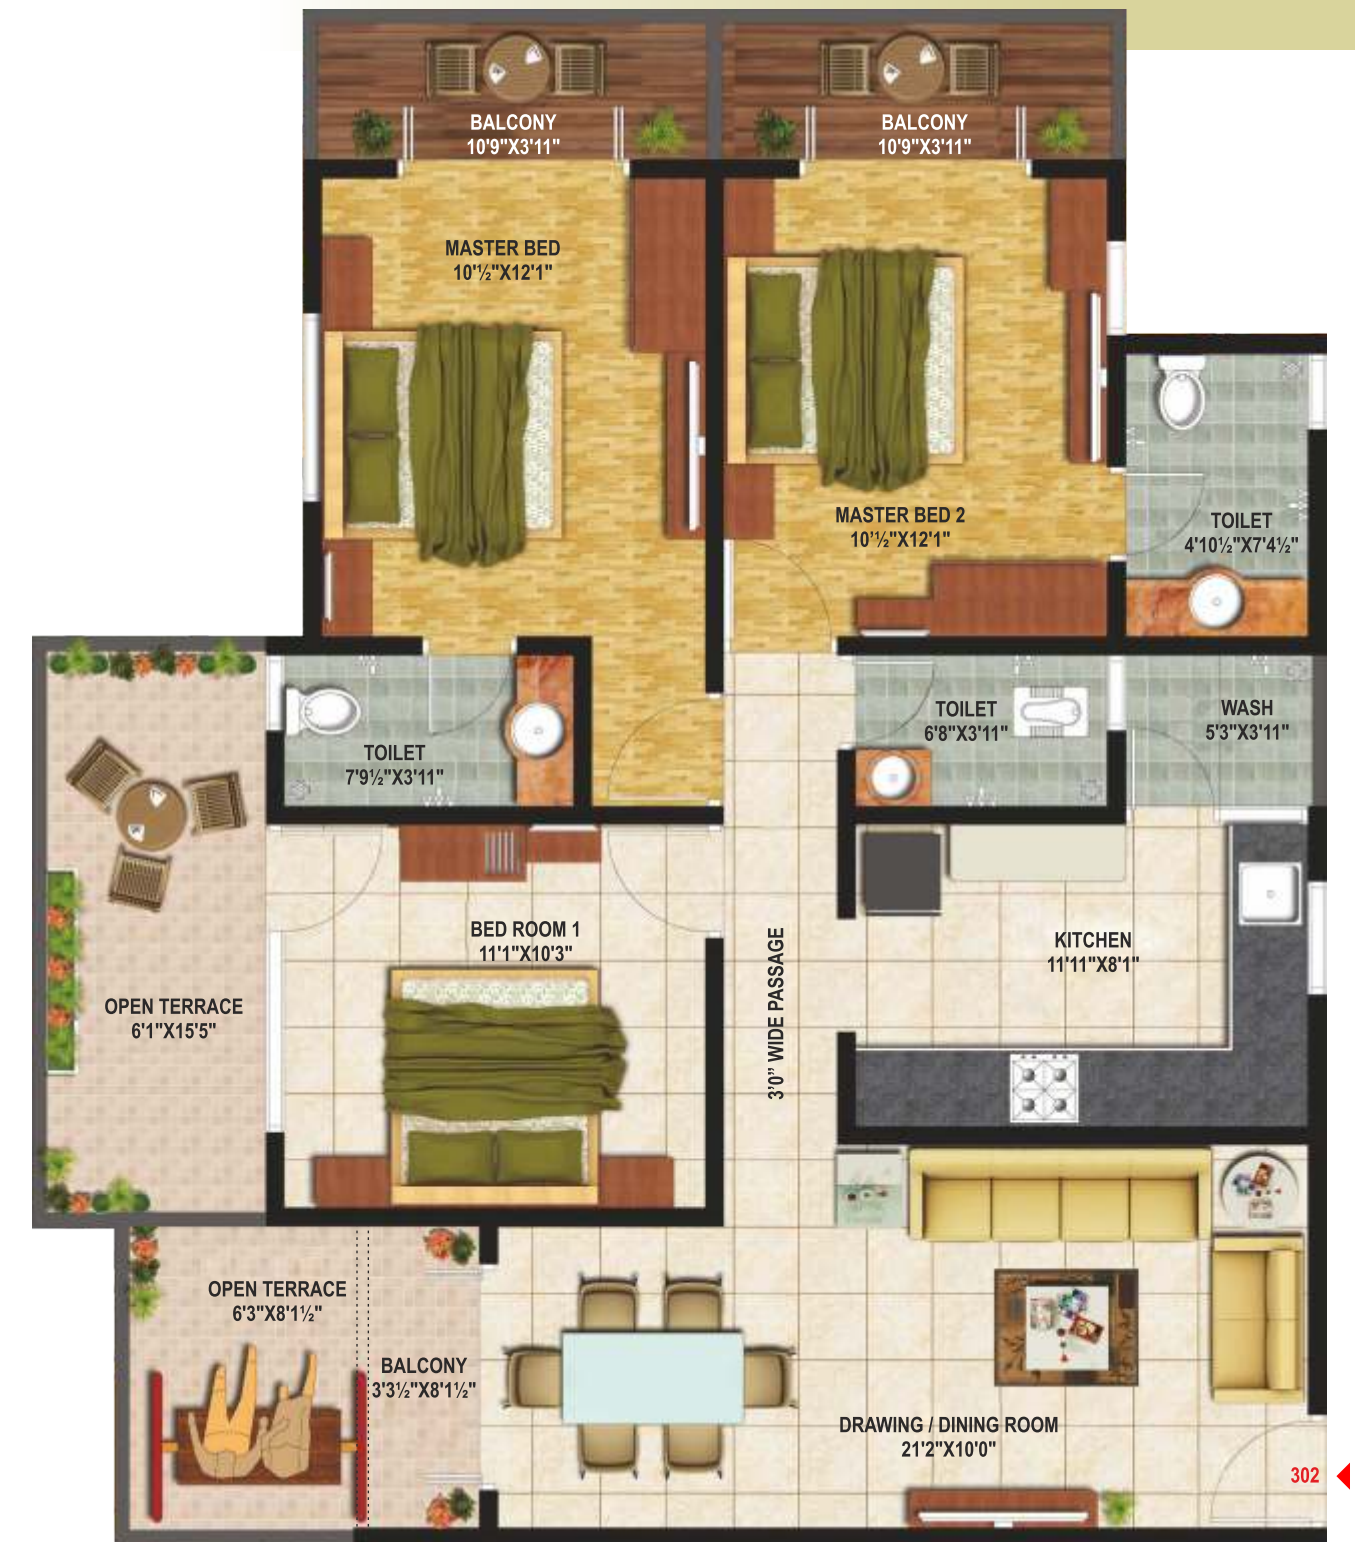 BALCONY
10'9"X3'11"
BALCONY
10'9"X3'11"
MASTER BED
10'½"X12'1"
MASTER BED 2
10’½"X12'1"
TOILET
4'10½"X7'4½"
TOILET
7'9½"X3'11"
TOILET
6'8"X3'11"
WASH
5'3"X3'11"
BED ROOM 1
11'1"X10'3"
KITCHEN
11'11"X8'1"
OPEN TERRACE
6'1"X15'5"
3’0” WIDE PASSAGE
OPEN TERRACE
6'3"X8'1½"
BALCONY
3'3½"X8'1½"
DRAWING / DINING ROOM
21'2"X10'0"
302